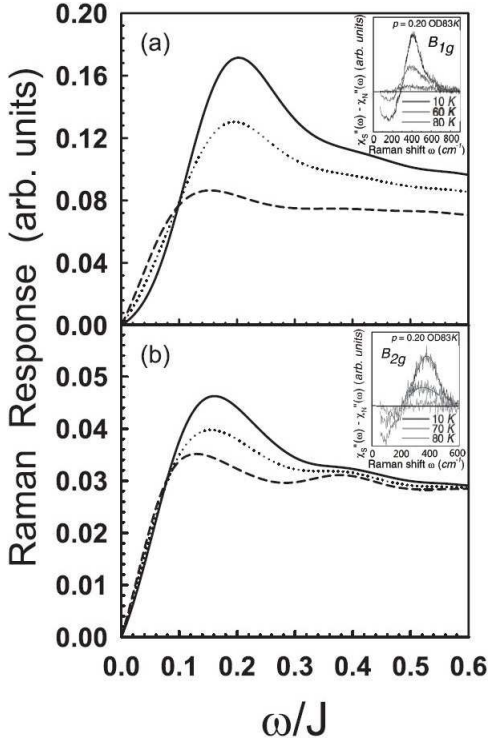 Raman Response (arb. units)
(a)
0.20
0.16
0.12
0.08
0.04
0.00
χS"(ω) - χN"(ω) (arb. units)
p = 0.20 OD83K
B1g
10 K
60 K
80 K
0 200 400 600 800
Raman shift ω (cm-1)
(b)
0.05
0.04
0.03
0.02
0.01
0.00
χS"(ω) - χN"(ω) (arb. units)
p = 0.20 OD83K
B2g
10 K
70 K
80 K
0 200 400 600
Raman shift ω (cm-1)
0.0 0.1 0.2 0.3 0.4 0.5 0.6
ω/J